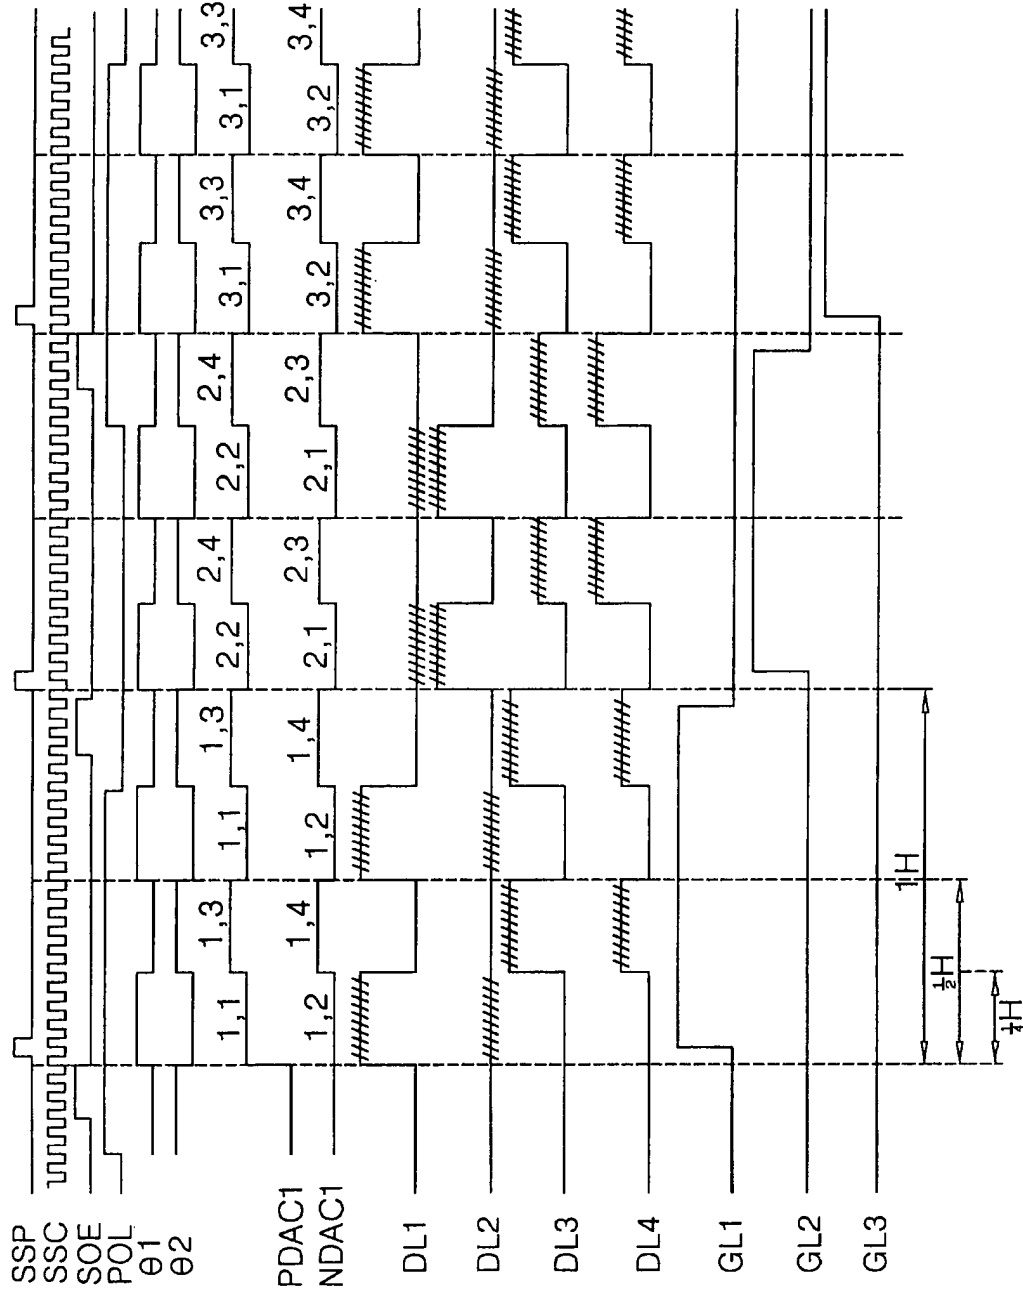 SSP
SSC
SOE
POL
θ1
θ2
PDAC1 1,1 1,3 1,1 1,3 2,2 2,4 2,2 2,4 3,1 3,3 3,1 3,3
NDAC1 1,2 1,4 1,2 1,4 2,1 2,3 2,1 2,3 3,2 3,4 3,2 3,4
DL1
DL2
DL3
DL4
GL1
GL2
GL3
1H
½H
¼H